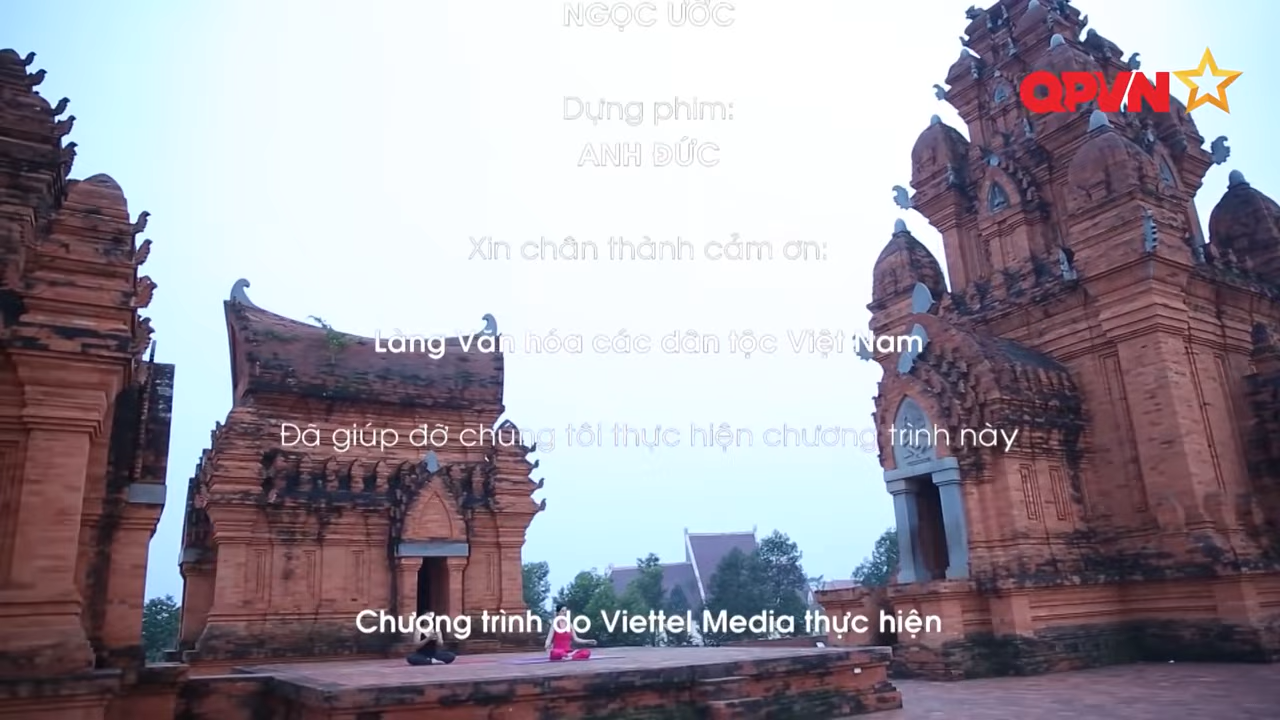 NGỌC ƯỚC
QPVN
Dựng phim:
ANH ĐỨC
Xin chân thành cảm ơn:
Làng Văn hóa các dân tộc Việt Nam
Đã giúp đỡ chúng tôi thực hiện chương trình này
Chương trình do Viettel Media thực hiện